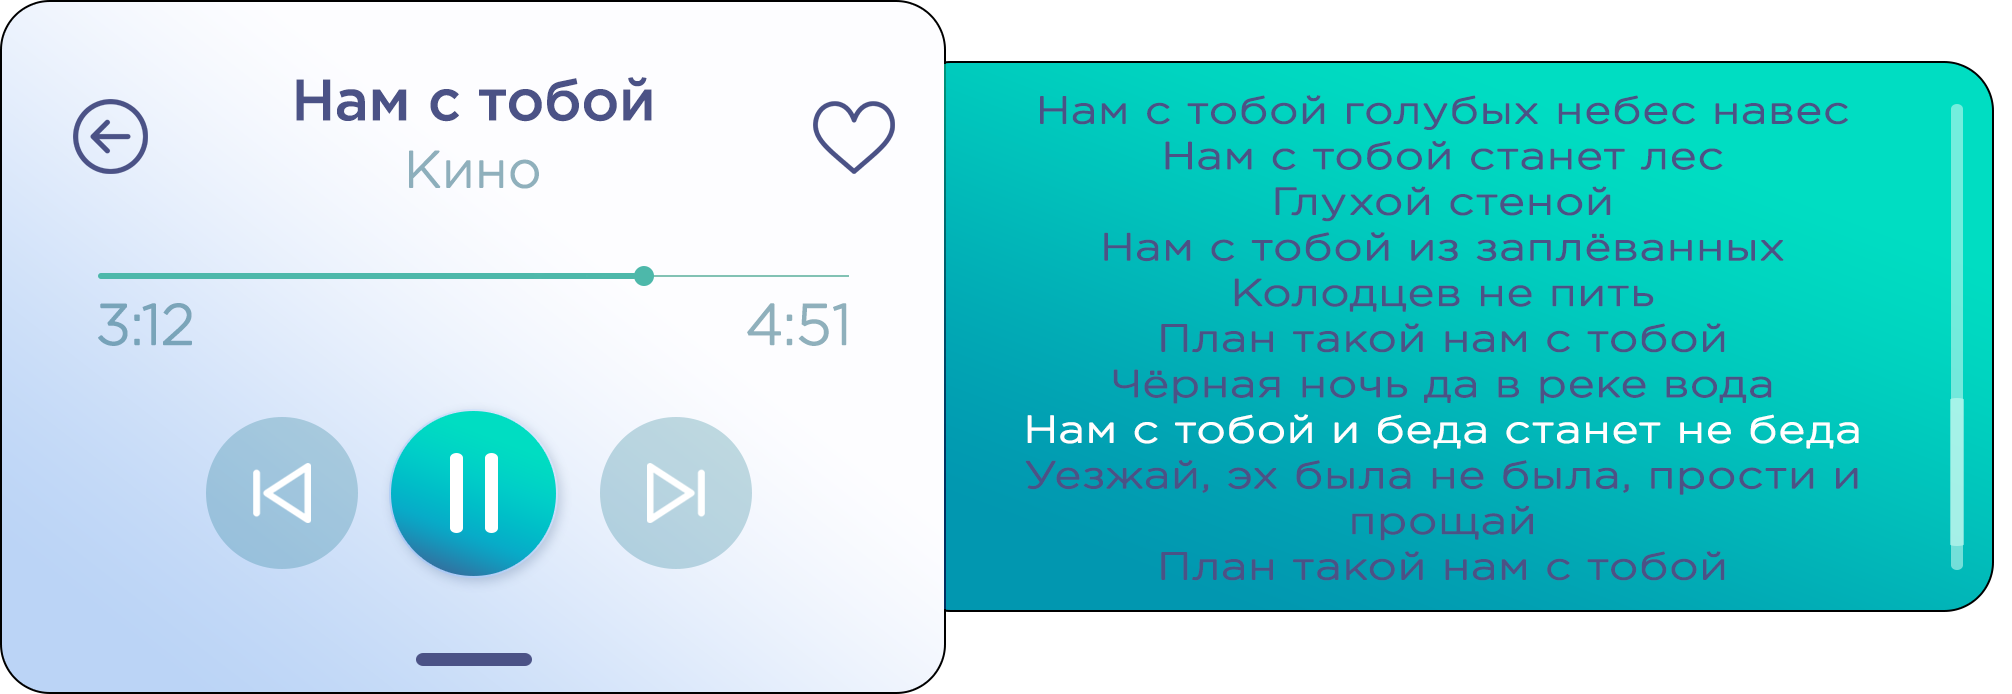 Нам с тобой
Кино
3:12
4:51
Нам с тобой голубых небес навес
Нам с тобой станет лес
Глухой стеной
Нам с тобой из заплёванных
Колодцев не пить
План такой нам с тобой
Чёрная ночь да в реке вода
Нам с тобой и беда станет не беда
Уезжай, эх была не была, прости и
прощай
План такой нам с тобой